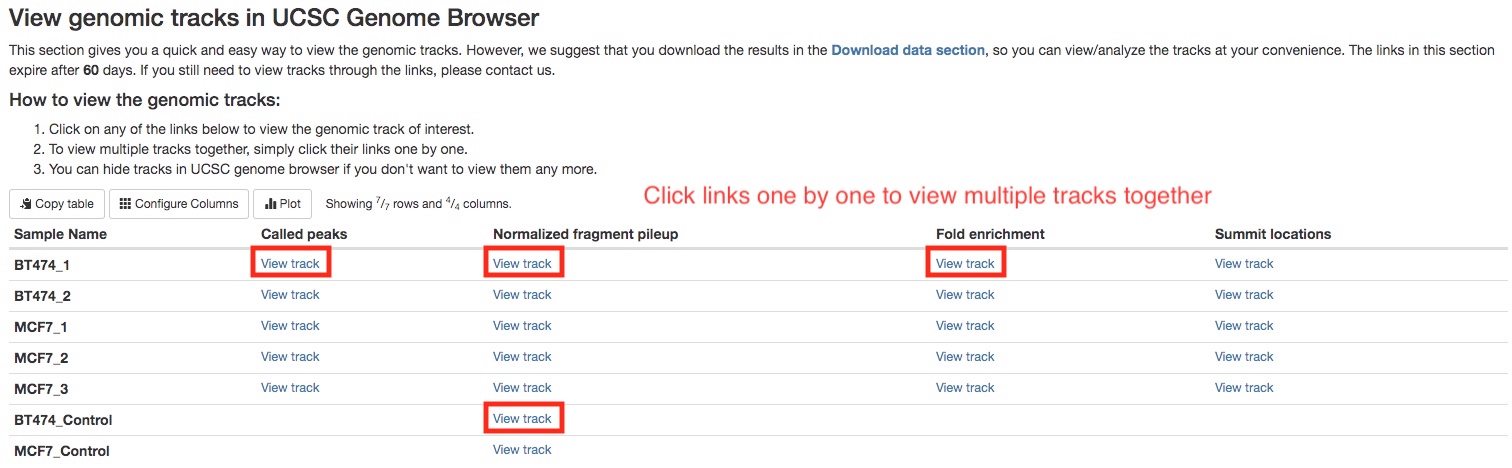 View genomic tracks in UCSC Genome Browser
This section gives you a quick and easy way to view the genomic tracks. However, we suggest that you download the results in the Download data section, so you can view/analyze the tracks at your convenience. The links in this section
expire after 60 days. If you still need to view tracks through the links, please contact us.
How to view the genomic tracks:
1. Click on any of the links below to view the genomic track of interest.
2. To view multiple tracks together, simply click their links one by one.
3. You can hide tracks in UCSC genome browser if you don't want to view them any more.
Copy table Configure Columns Plot Showing 7/7 rows and 4/4 columns. Click links one by one to view multiple tracks together
Sample Name Called peaks Normalized fragment pileup Fold enrichment Summit locations
BT474_1 View track View track View track View track
BT474_2 View track View track View track View track
MCF7_1 View track View track View track View track
MCF7_2 View track View track View track View track
MCF7_3 View track View track View track View track
BT474_Control View track
MCF7_Control View track